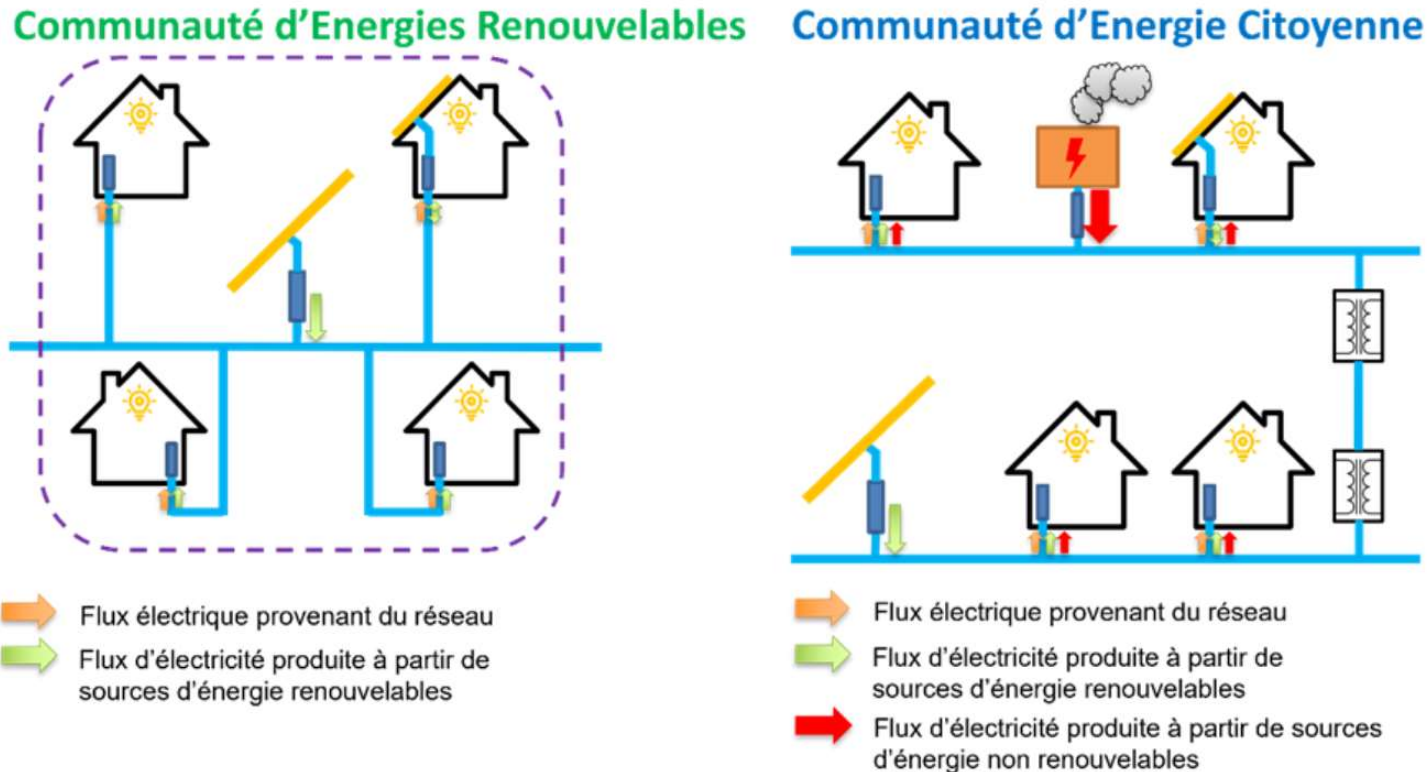 Communauté d'Energies Renouvelables
Flux électrique provenant du réseau
Flux d'électricité produite à partir de
sources d'énergie renouvelables
Communauté d'Energie Citoyenne
Flux électrique provenant du réseau
Flux d'électricité produite à partir de
sources d'énergie renouvelables
Flux d'électricité produite à partir de sources
d'énergie non renouvelables